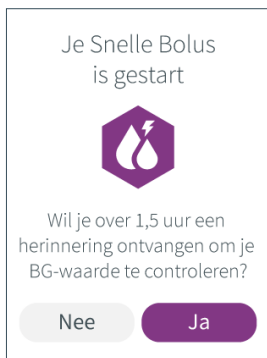 Je Snelle Bolus
is gestart
Wil je over 1,5 uur een
herinnering ontvangen om je
BG-waarde te controleren?
Nee Ja